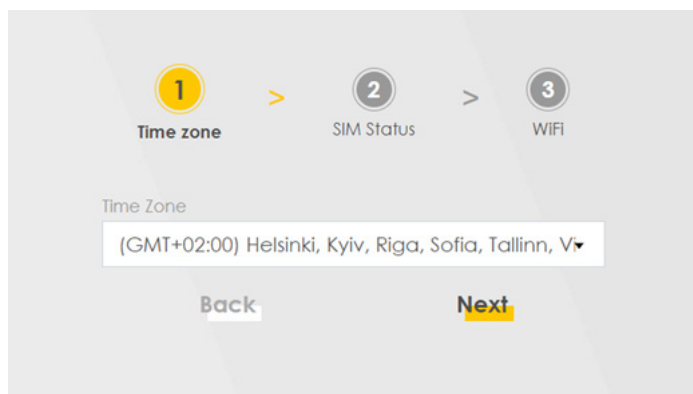 1 > 2 > 3
Time zone SIM Status WiFi
Time Zone
(GMT+02:00) Helsinki, Kyiv, Riga, Sofia, Tallinn,
Back Next